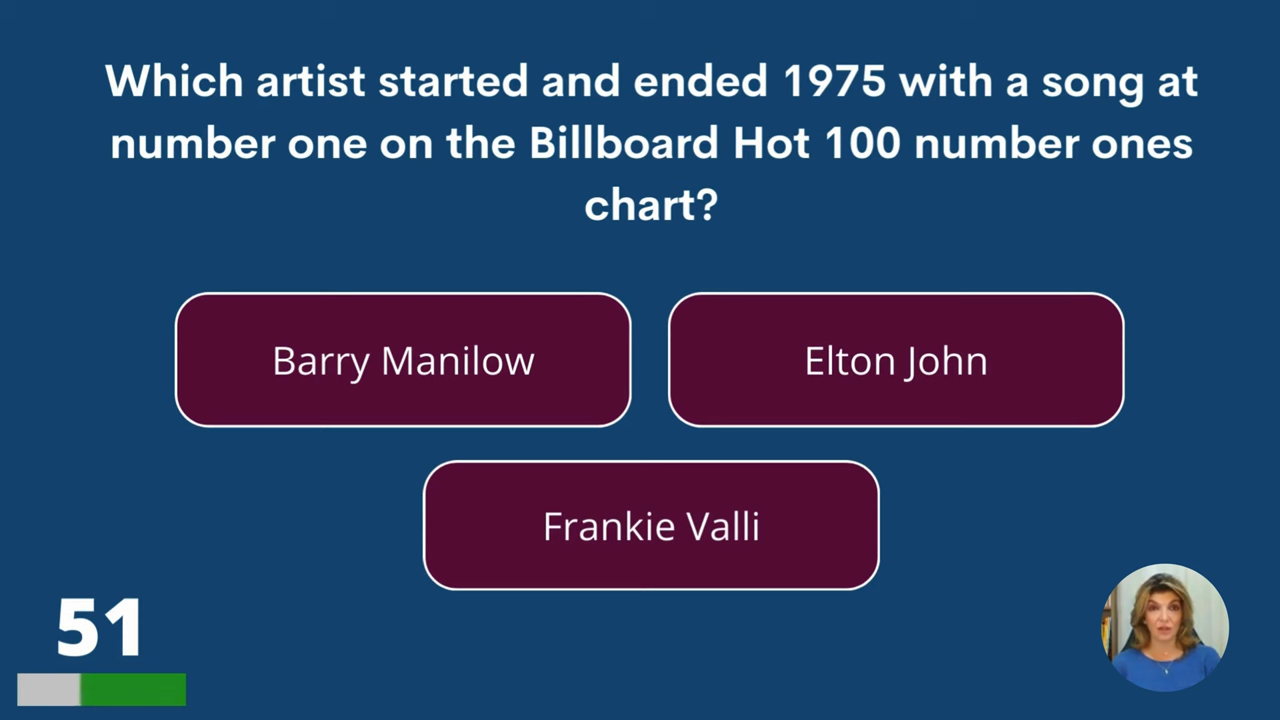 Which artist started and ended 1975 with a song at
number one on the Billboard Hot 100 number ones
chart?
Barry Manilow
Elton John
Frankie Valli
51